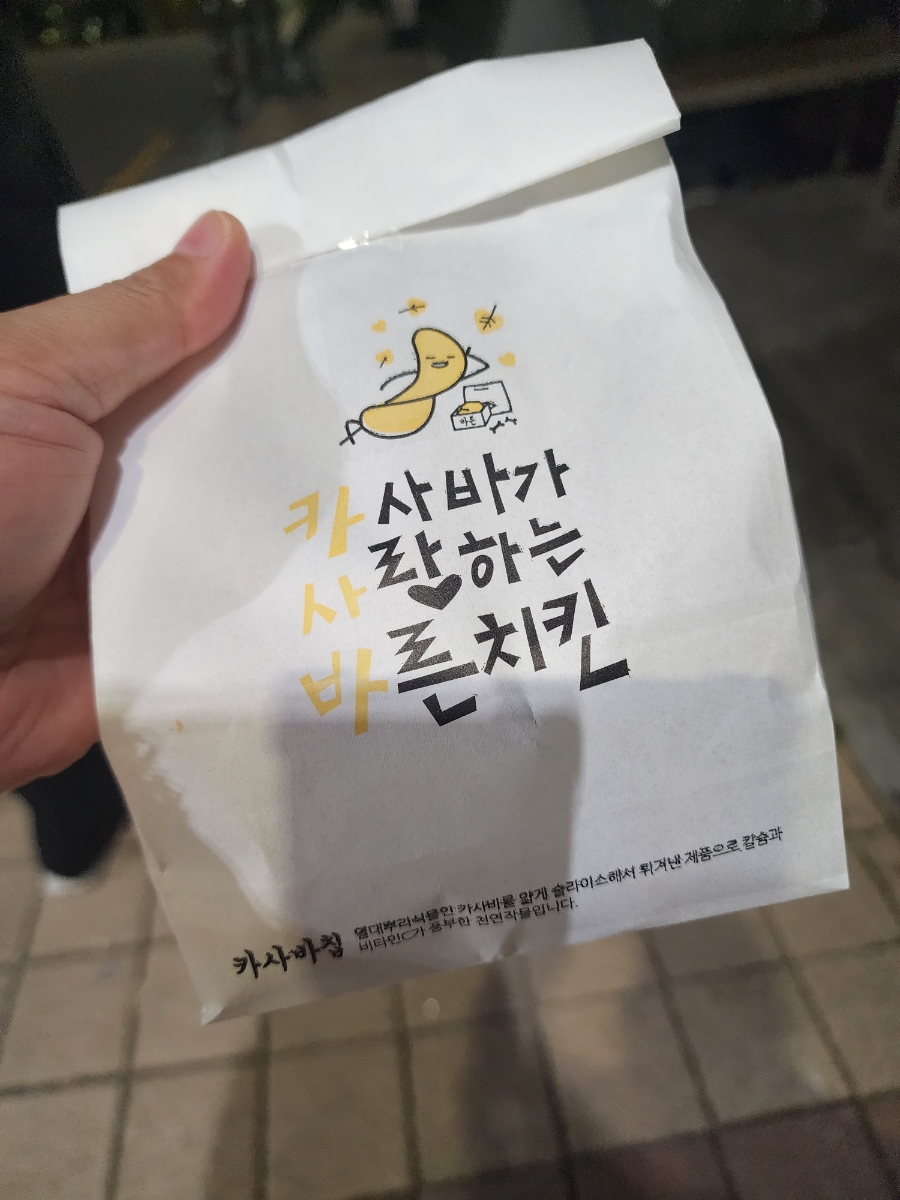 바른
카사바가
사랑하는
바른치킨
카사바칩
열대뿌리식물인 카사바를 얇게 슬라이스해서 튀겨낸 제품으로 칼슘과
비타민C가 풍부한 천연작물입니다.